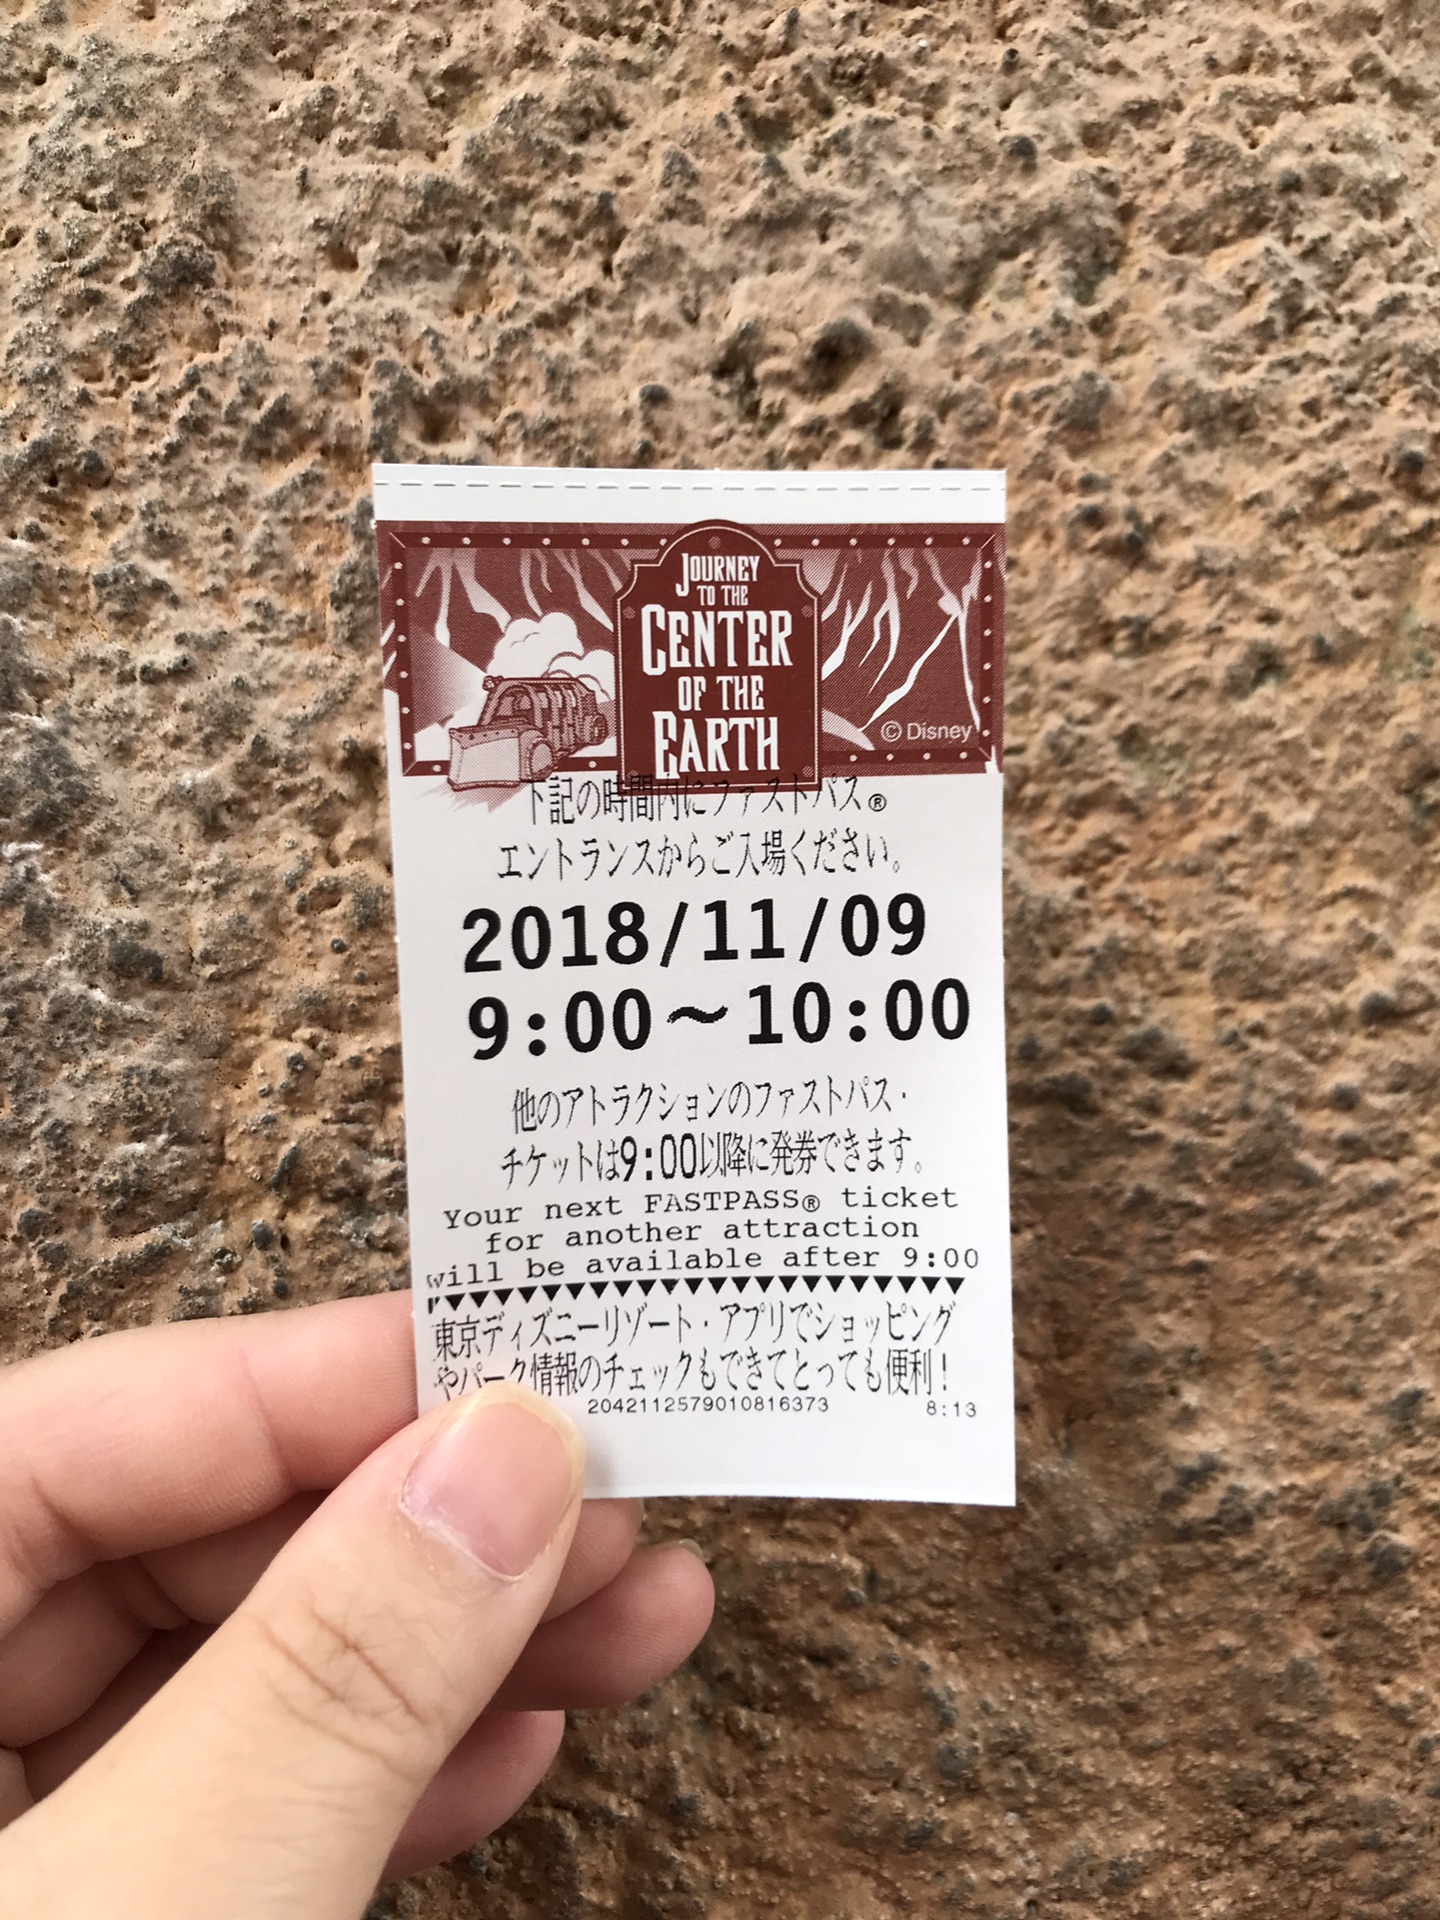 JOURNEY
TO THE
CENTER
OF THE
EARTH
© Disney
下記の時間内にファストパス®
エントランスからご入場ください。
2018/11/09
9:00～10:00
他のアトラクションのファストパス・
チケットは9:00以降に発券できます。
Your next FASTPASS® ticket
for another attraction
will be available after 9:00
▼▼▼▼▼▼▼▼▼▼▼▼▼▼▼▼▼▼▼▼▼▼▼▼▼
東京ディズニーリゾート・アプリでショッピング
やパーク情報のチェックもできてとっても便利！
2042112579010816373 8:13